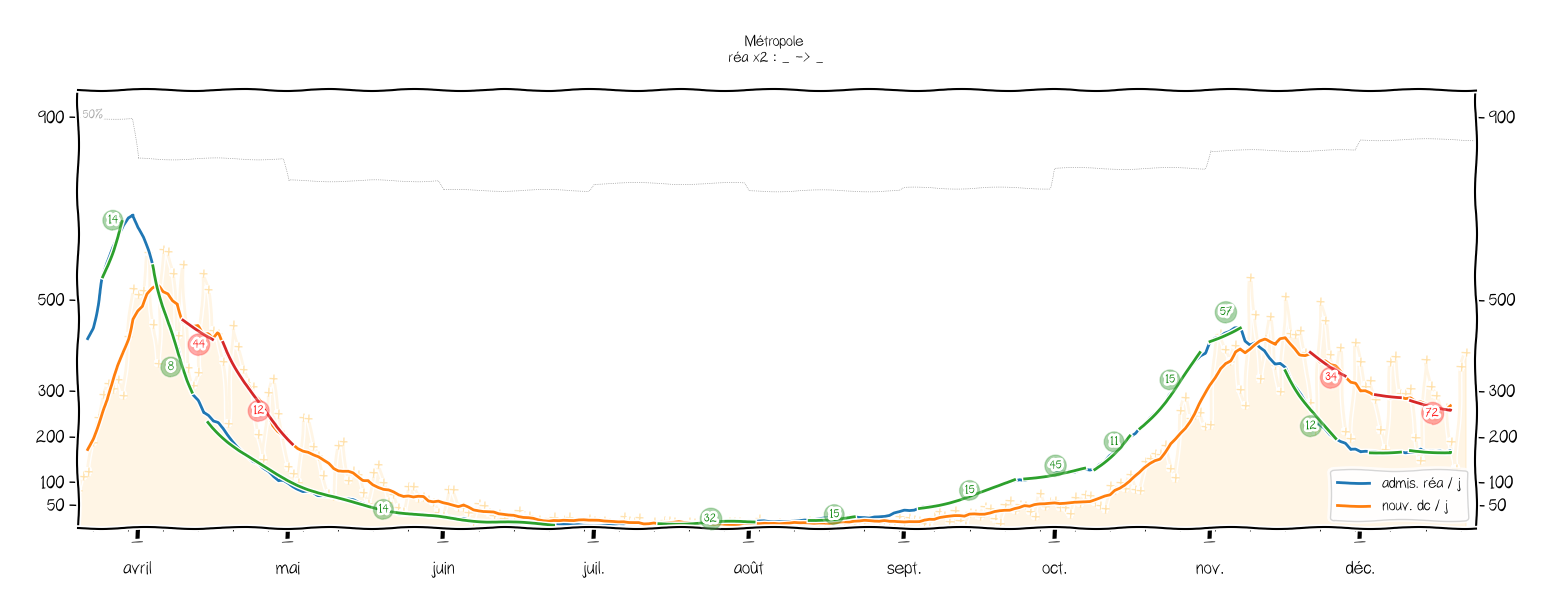 Métropole
réa x2 : _ -> _
900
50%
900
14
500
500
44
8
12
300
300
200
200
100
100
50
50
14
32
15
15
45
11
15
57
12
34
72
admis. réa / j
nouv. dc / j
avril
mai
juin
juil.
août
sept.
oct.
nov.
déc.